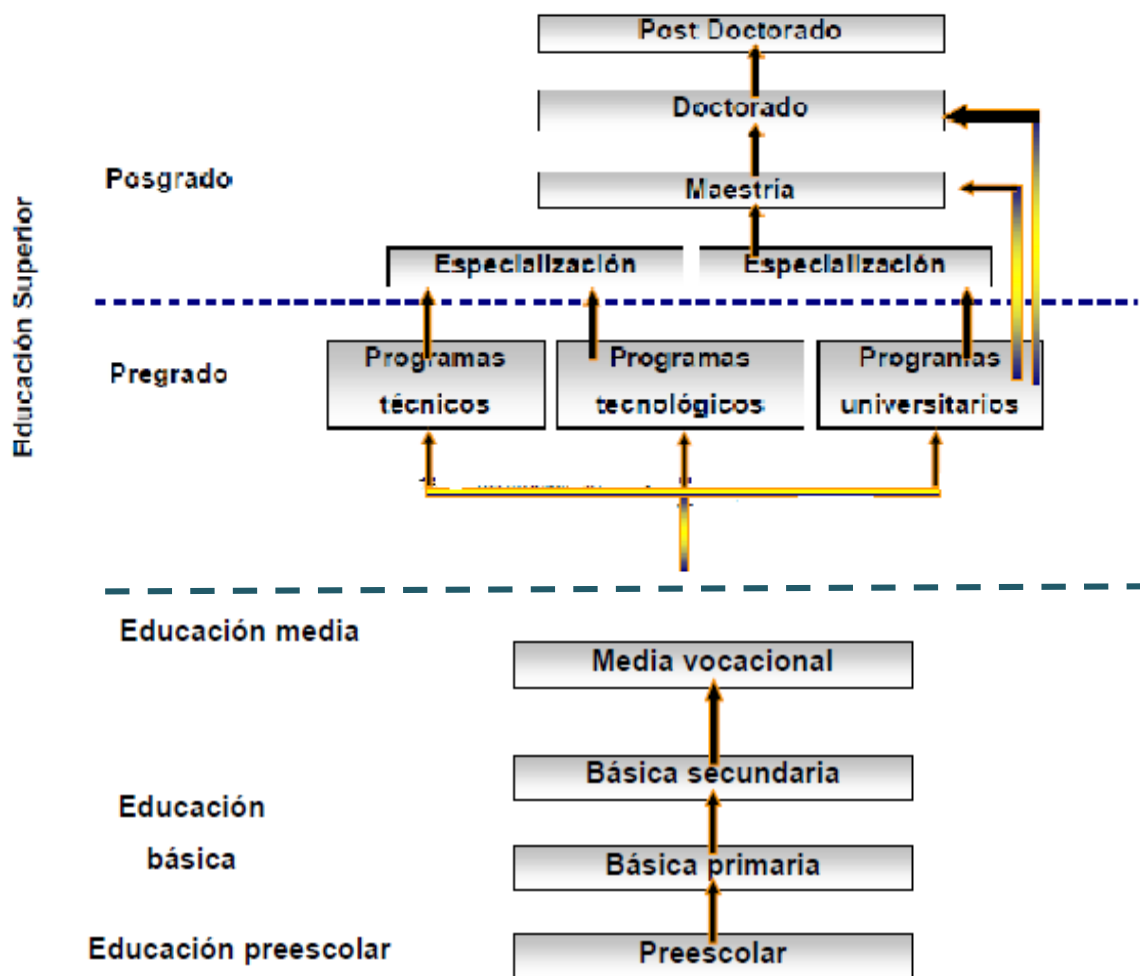 Post Doctorado
Doctorado
Posgrado
Maestría
Especialización
Especialización
Educación Superior
Pregrado
Programas
técnicos
Programas
tecnológicos
Programas
universitarios
Educación media
Media vocacional
Básica secundaria
Educación
básica
Básica primaria
Educación preescolar
Preescolar